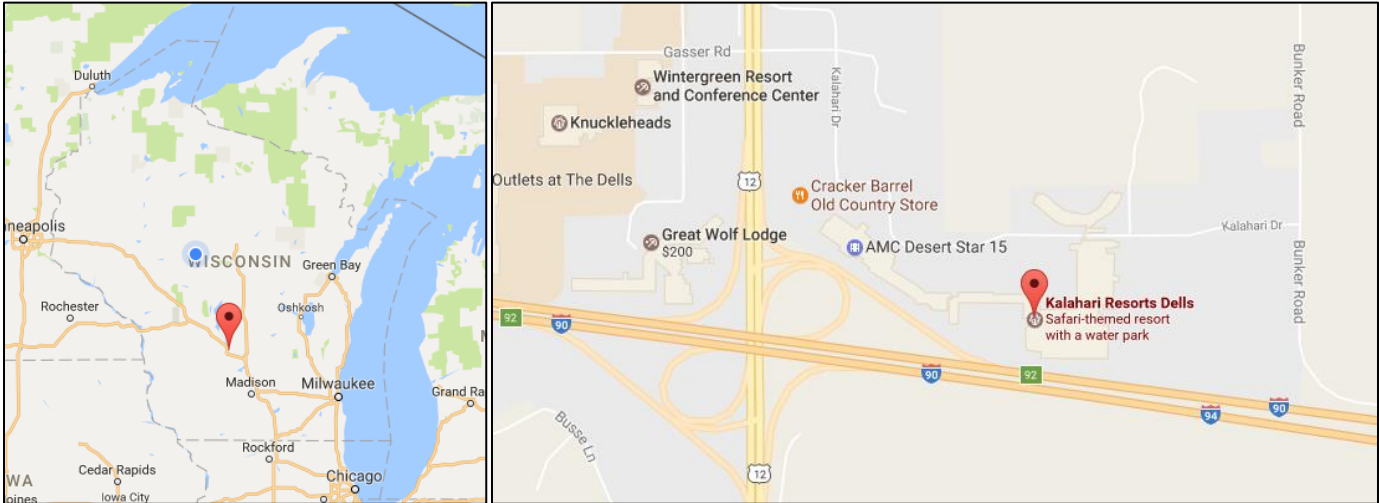 Duluth
nneapolis
WISCONSIN
Green Bay
Rochester
Oshkosh
Madison
Milwaukee
Grand Ra
Rockford
Cedar Rapids
Chicago
WA
Iowa City
oines
M
Gasser Rd
Wintergreen Resort
and Conference Center
Kalahari Dr
Bunker Road
Knuckleheads
Outlets at The Dells
12
Cracker Barrel
Old Country Store
Great Wolf Lodge
$200
AMC Desert Star 15
Kalahari Dr
Bunker Road
Kalahari Resorts Dells
Safari-themed resort
with a water park
92
90
92
90
94
90
Busse Ln
12